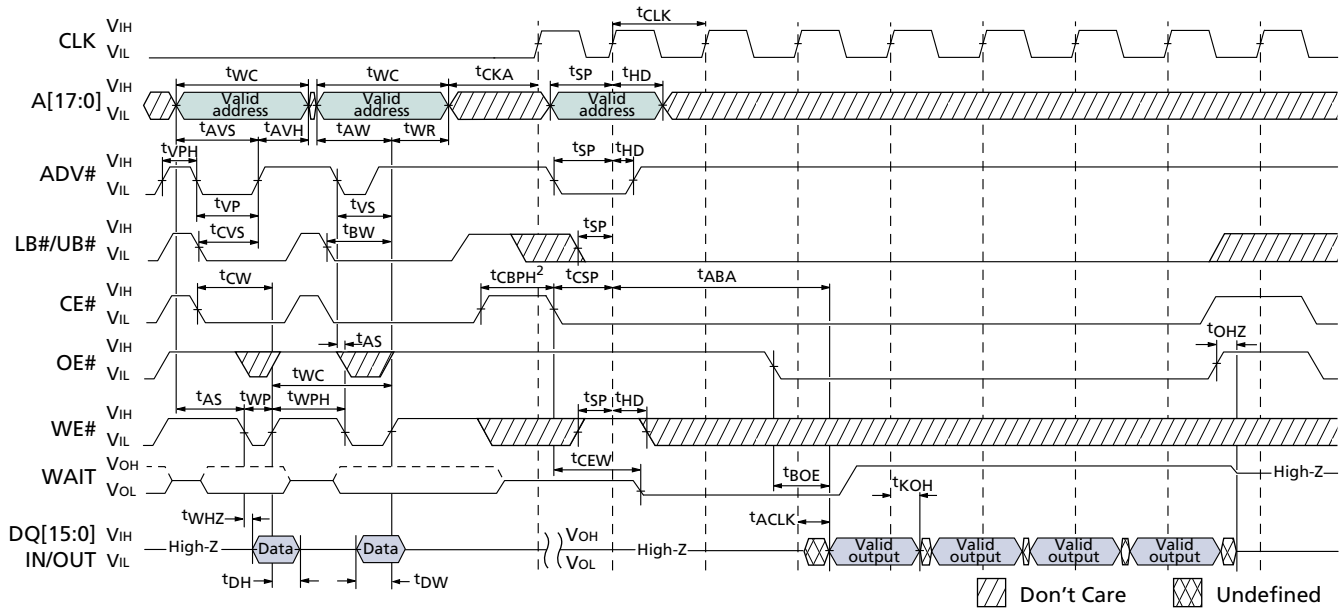 CLK VIH VIL tCLK
A[17:0] VIH VIL tWC tWC tCKA tSP tHD
Valid address Valid address Valid address
tAVS tAVH tAW tWR
ADV# VIH VIL tVPH tSP tHD
tVP tVS
LB#/UB# VIH VIL tCVS tBW tSP
CE# VIH VIL tCW tCBPH² tCSP tABA
OE# VIH VIL tAS tOHZ
tWC
WE# VIH VIL tAS tWP tWPH tSP tHD
WAIT VOH VOL tCEW tBOE tKOH High-Z
tWHZ tACLK
DQ[15:0] IN/OUT VIH VIL High-Z Data Data VOH VOL High-Z Valid output Valid output Valid output Valid output
tDH tDW
Don't Care Undefined